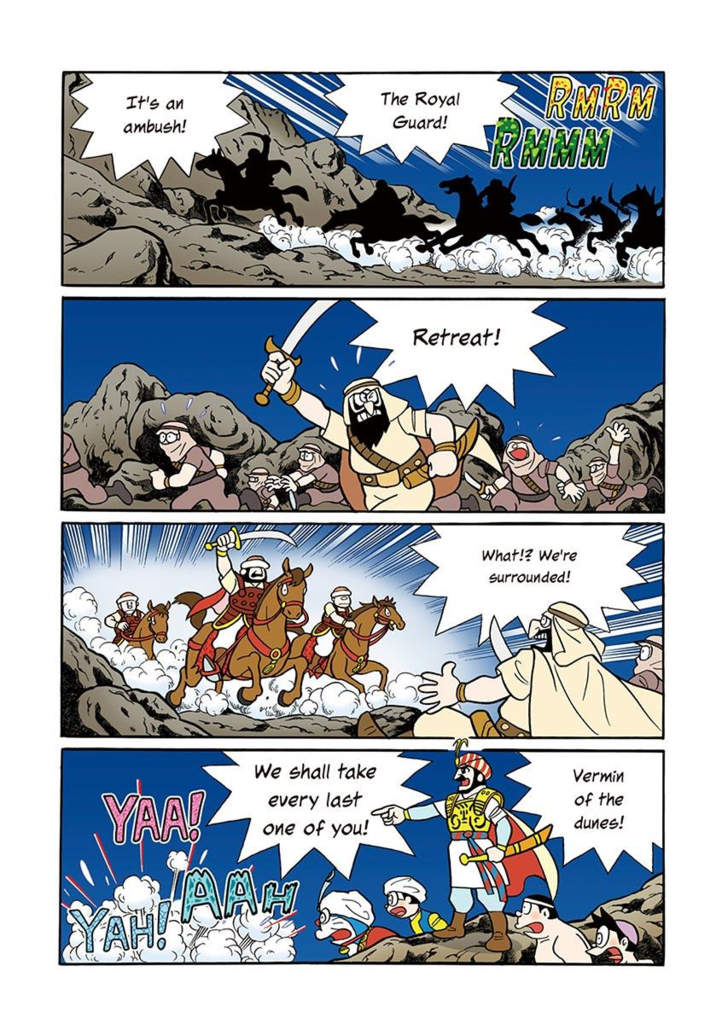 It's an
ambush!
The Royal
Guard!
RMRM
RMMM
Retreat!
What!? We're
surrounded!
We shall take
every last
one of you!
Vermin
of the
dunes!
YAA!
AAH
YAH!